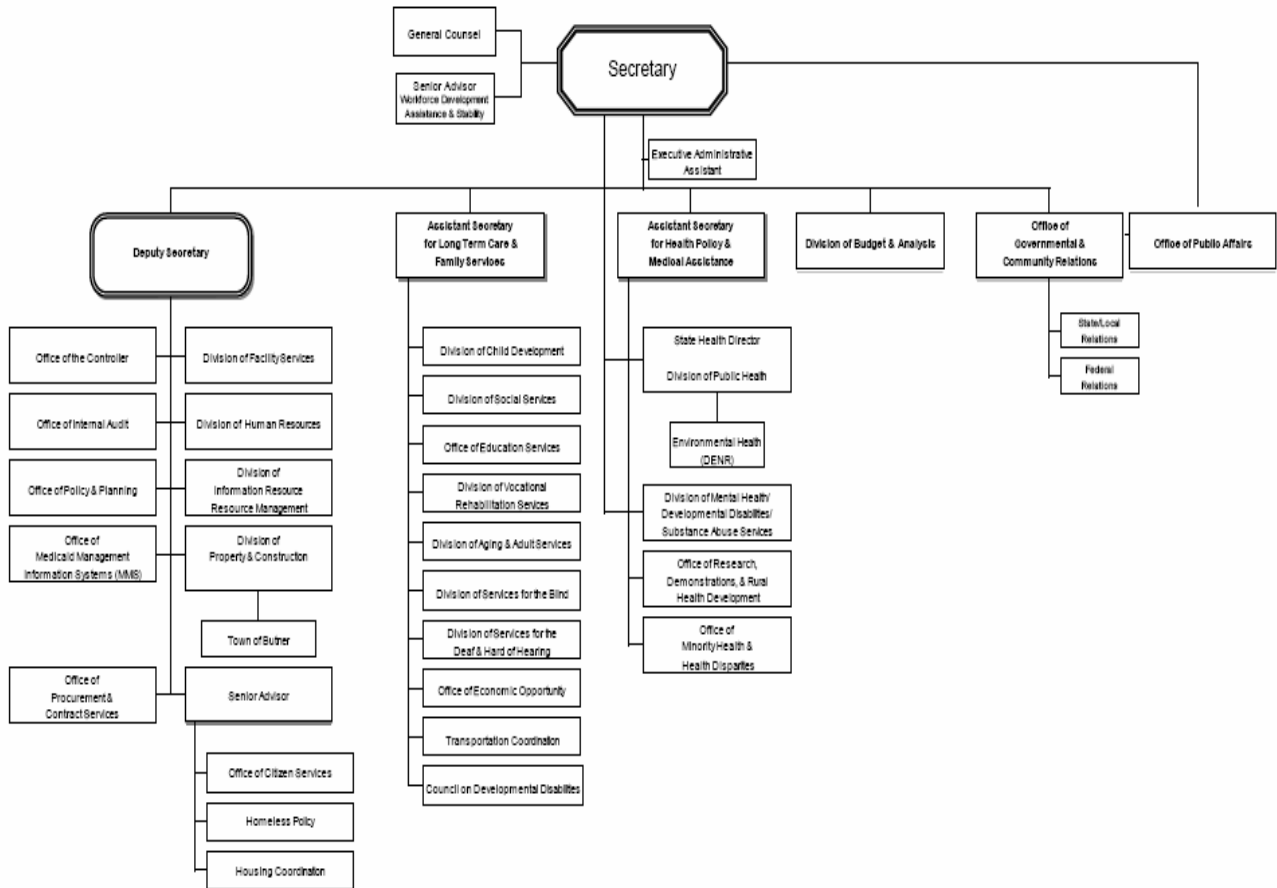 General Counsel
Secretary
Senior Advisor
Workforce Development
Assistance & Stability
Executive Administrative
Assistant
Deputy Secretary
Assistant Secretary
for Long Term Care &
Family Services
Assistant Secretary
for Health Policy &
Medical Assistance
Division of Budget & Analysis
Office of
Governmental &
Community Relations
Office of Public Affairs
Office of the Controller
Division of Facility Services
Office of Internal Audit
Division of Human Resources
Office of Policy & Planning
Division of
Information Resource
Resource Management
Office of
Medicaid Management
Information Systems (MMIS)
Division of
Property & Construction
Town of Butner
Office of
Procurement &
Contract Services
Senior Advisor
Office of Citizen Services
Homeless Policy
Housing Coordination
Division of Child Development
Division of Social Services
Office of Education Services
Division of Vocational
Rehabilitation Services
Division of Aging & Adult Services
Division of Services for the Blind
Division of Services for the
Deaf & Hard of Hearing
Office of Economic Opportunity
Transportation Coordination
Council on Developmental Disabilities
State Health Director
Division of Public Health
Environmental Health
(DENR)
Division of Mental Health/
Developmental Disabilities/
Substance Abuse Services
Office of Research,
Demonstrations, & Rural
Health Development
Office of
Minority Health &
Health Disparities
State/Local
Relations
Federal
Relations